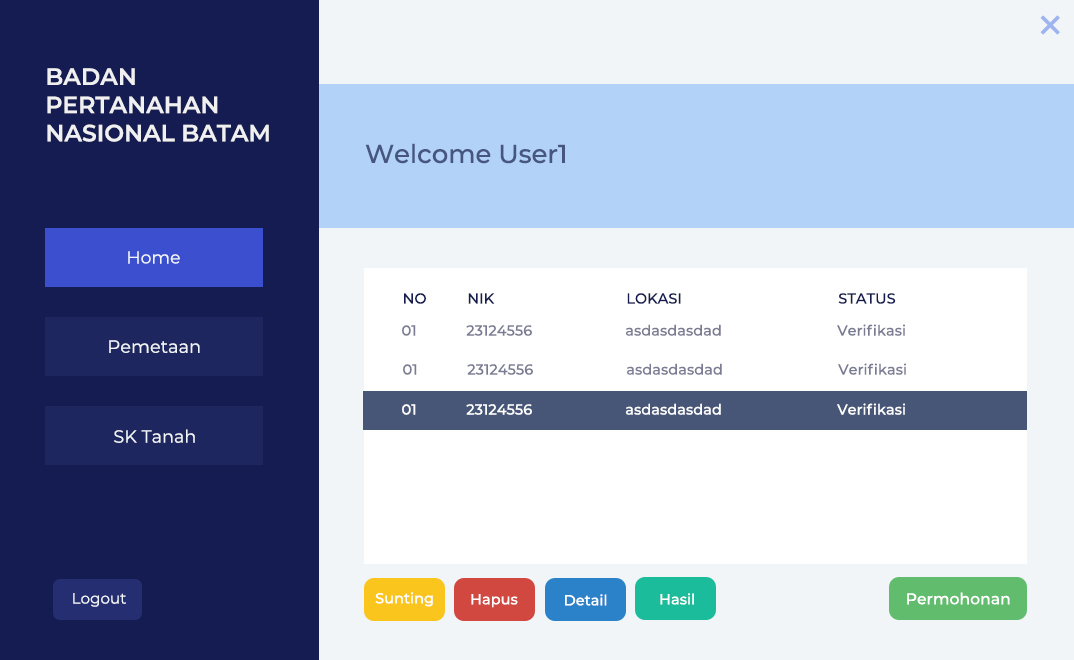 BADAN
PERTANAHAN
NASIONAL BATAM
Home
Pemetaan
SK Tanah
Logout
Welcome User1
NO NIK LOKASI STATUS
01 23124556 asdasdasdad Verifikasi
01 23124556 asdasdasdad Verifikasi
01 23124556 asdasdasdad Verifikasi
Sunting Hapus Detail Hasil Permohonan